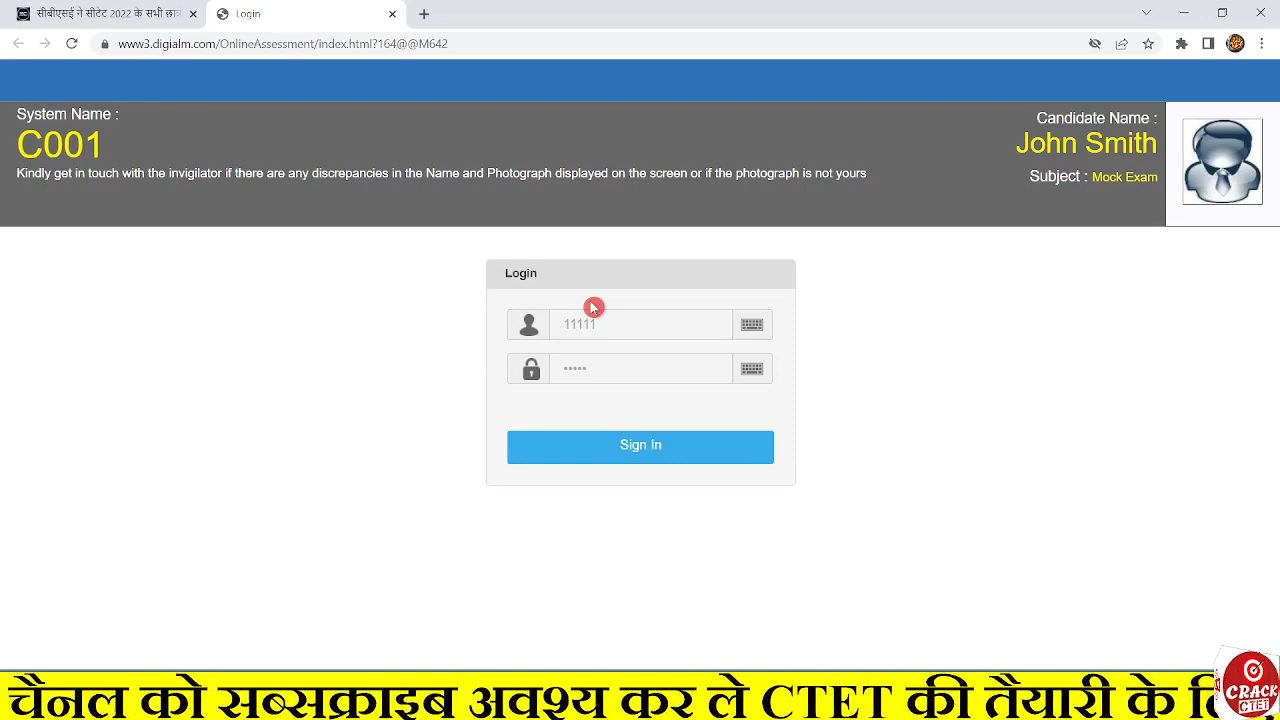 सीबीएसई ने सीटेट 2022 के सभी छात्र
Login
www3.digialm.com/OnlineAssessment/index.html?164@@M642
System Name :
C001
Kindly get in touch with the invigilator if there are any discrepancies in the Name and Photograph displayed on the screen or if the photograph is not yours
Candidate Name :
John Smith
Subject : Mock Exam
Login
11111
•••••
Sign In
चैनल को सब्सक्राइब अवश्य कर ले CTET की तैयारी के
CRACK
CTET